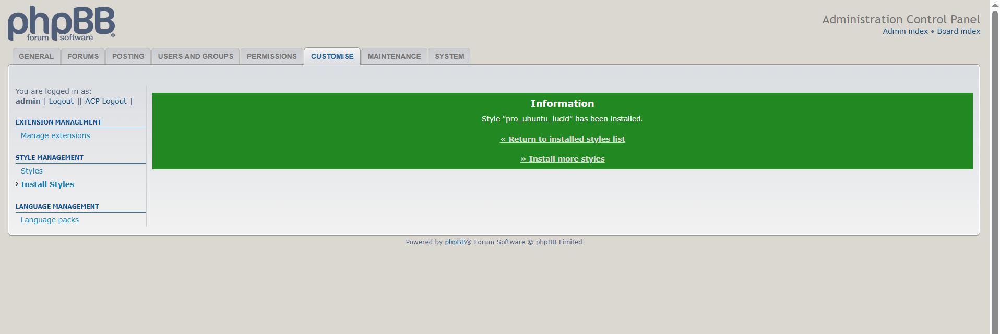 phpBB
forum software ®
Administration Control Panel
Admin index • Board index
GENERAL FORUMS POSTING USERS AND GROUPS PERMISSIONS CUSTOMISE MAINTENANCE SYSTEM
You are logged in as:
admin [ Logout ][ ACP Logout ]
EXTENSION MANAGEMENT
Manage extensions
STYLE MANAGEMENT
Styles
Install Styles
LANGUAGE MANAGEMENT
Language packs
Information
Style "pro_ubuntu_lucid" has been installed.
« Return to installed styles list
» Install more styles
Powered by phpBB® Forum Software © phpBB Limited